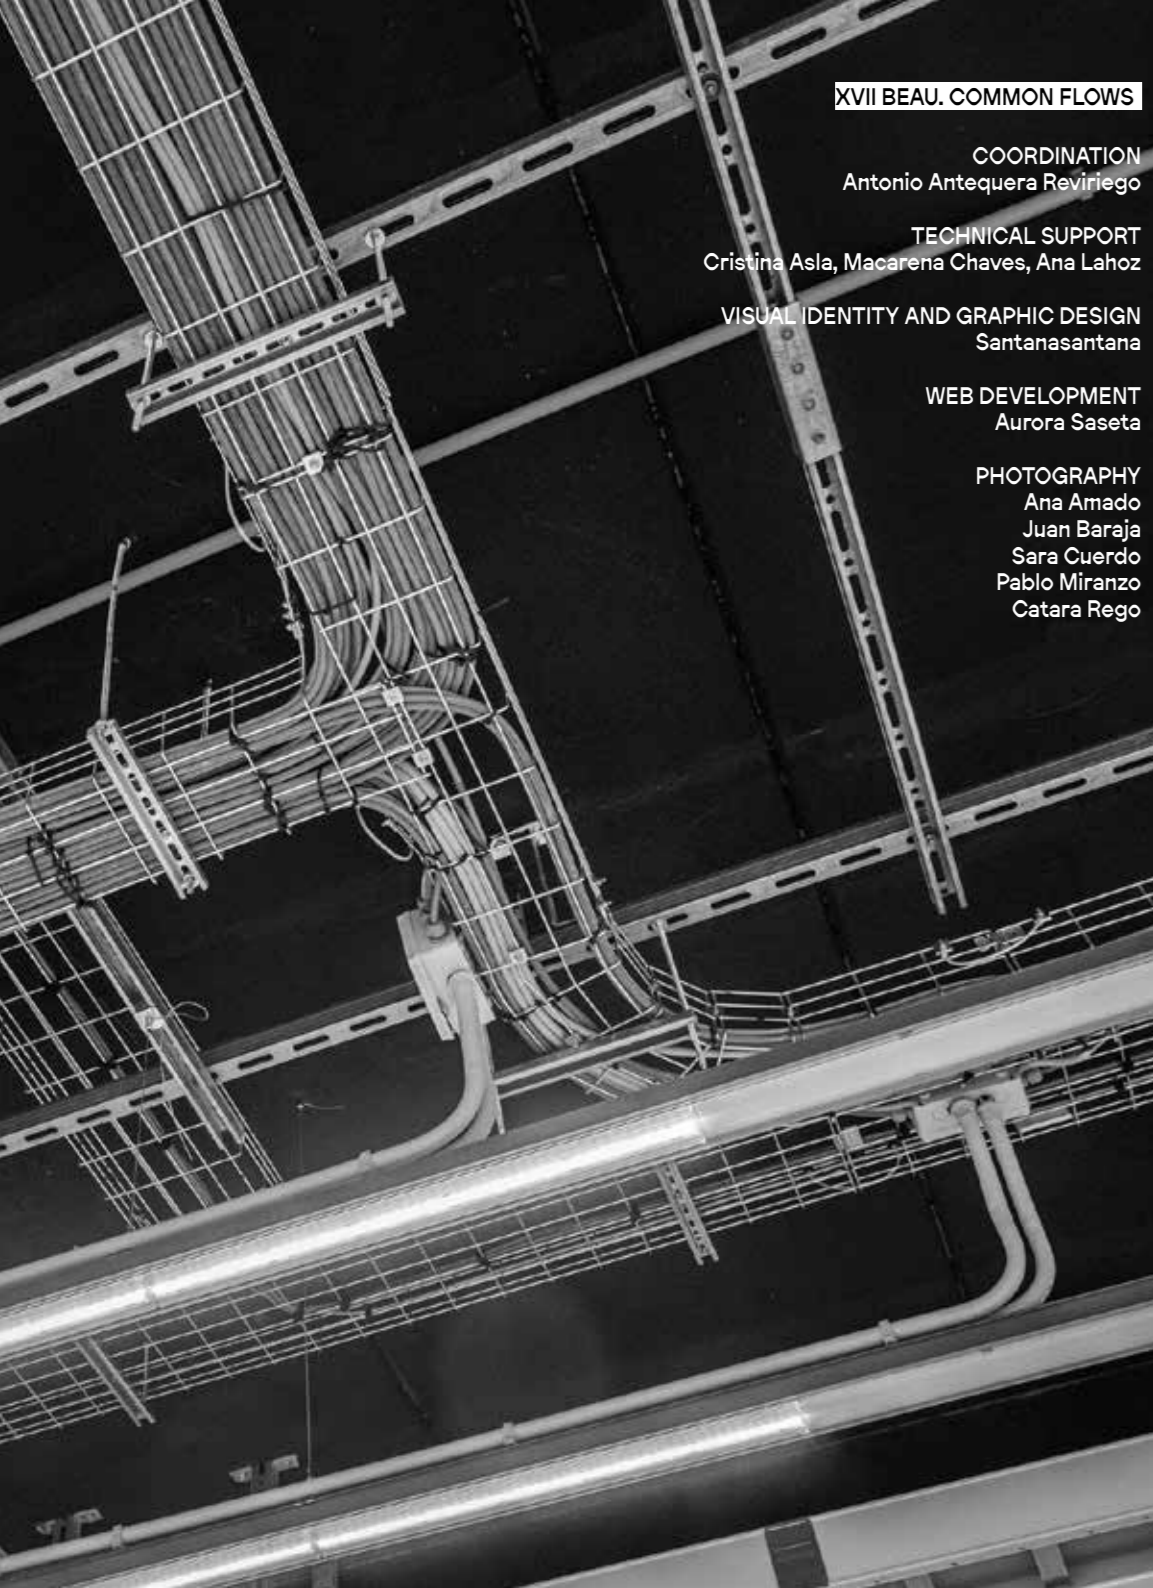 XVII BEAU. COMMON FLOWS
COORDINATION
Antonio Antequera Reviriego
TECHNICAL SUPPORT
Cristina Asla, Macarena Chaves, Ana Lahoz
VISUAL IDENTITY AND GRAPHIC DESIGN
Santanasantana
WEB DEVELOPMENT
Aurora Saseta
PHOTOGRAPHY
Ana Amado
Juan Baraja
Sara Cuerdo
Pablo Miranzo
Catara Rego